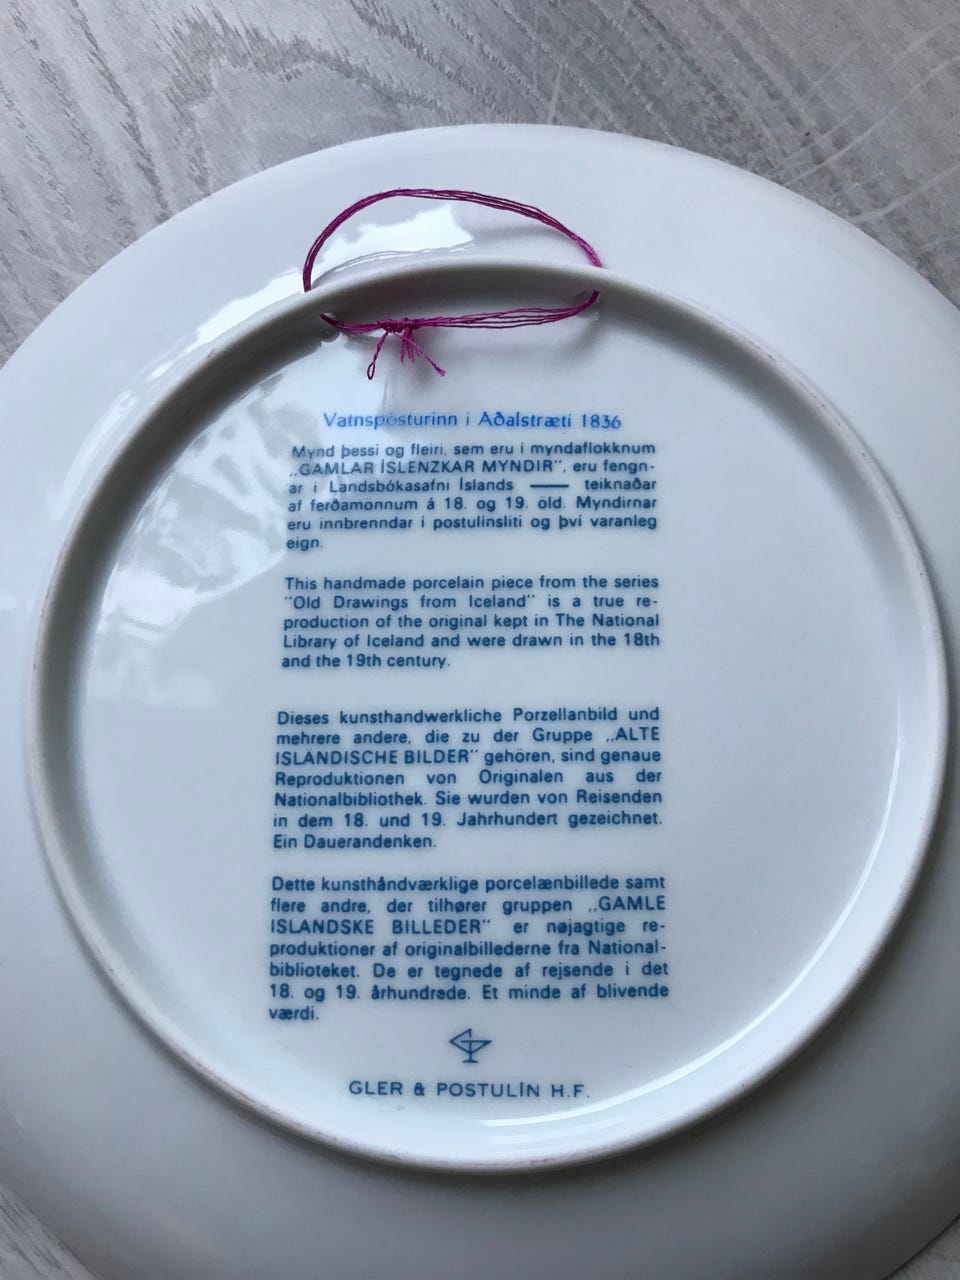 Vatnspósturinn i Aðalstræti 1836
Mynd þessi og fleiri, sem eru i myndaflokknum
„GAMLAR ÍSLENZKAR MYNDIR", eru fengn-
ar i Landsbókasafni Íslands — teiknaðar
af ferðamonnum á 18. og 19. öld. Myndirnar
eru innbrenndar i postulinsliti og því varanleg
eign.
This handmade porcelain piece from the series
"Old Drawings from Iceland" is a true re-
production of the original kept in The National
Library of Iceland and were drawn in the 18th
and the 19th century.
Dieses kunsthandwerkliche Porzellanbild und
mehrere andere, die zu der Gruppe „ALTE
ISLÄNDISCHE BILDER" gehören, sind genaue
Reproduktionen von Originalen aus der
Nationalbibliothek. Sie wurden von Reisenden
in dem 18. und 19. Jahrhundert gezeichnet.
Ein Dauerandenken.
Dette kunsthåndværklige porcelænbillede samt
flere andre, der tilhører gruppen „GAMLE
ISLANDSKE BILLEDER" er nøjagtige re-
produktioner af originalbillederne fra National-
biblioteket. De er tegnede af rejsende i det
18. og 19. århundrede. Et minde af blivende
værdi.
GLER & POSTULÍN H.F.